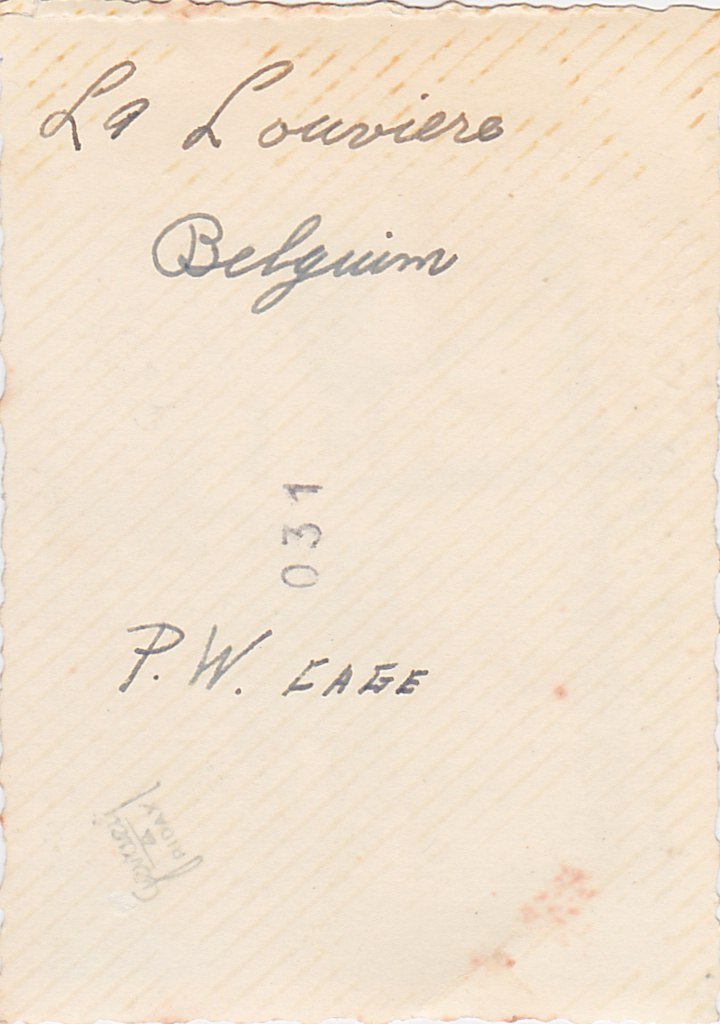 La Louviere
Belguim
031
P.W. CAGE